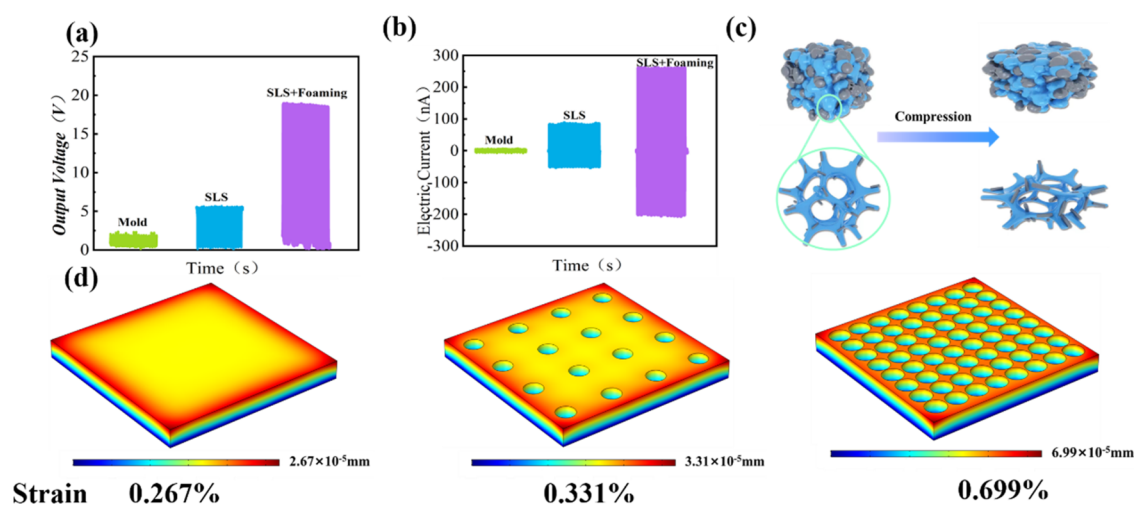 (a)
25
20
15
10
5
0
Output Voltage (V)
Mold
SLS
SLS+Foaming
Time（s）
(b)
300
200
100
0
-100
-200
-300
Electric,Current（nA）
Mold
SLS
SLS+Foaming
Time（s）
(c)
Compression
(d)
2.67×10⁻⁵mm
3.31×10⁻⁵mm
6.99×10⁻⁵mm
Strain 0.267% 0.331% 0.699%